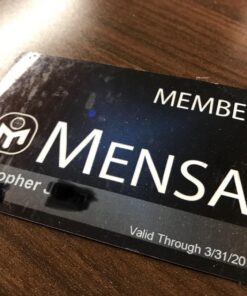 MEMBE
MENSA
opher J
Valid Through 3/31/20